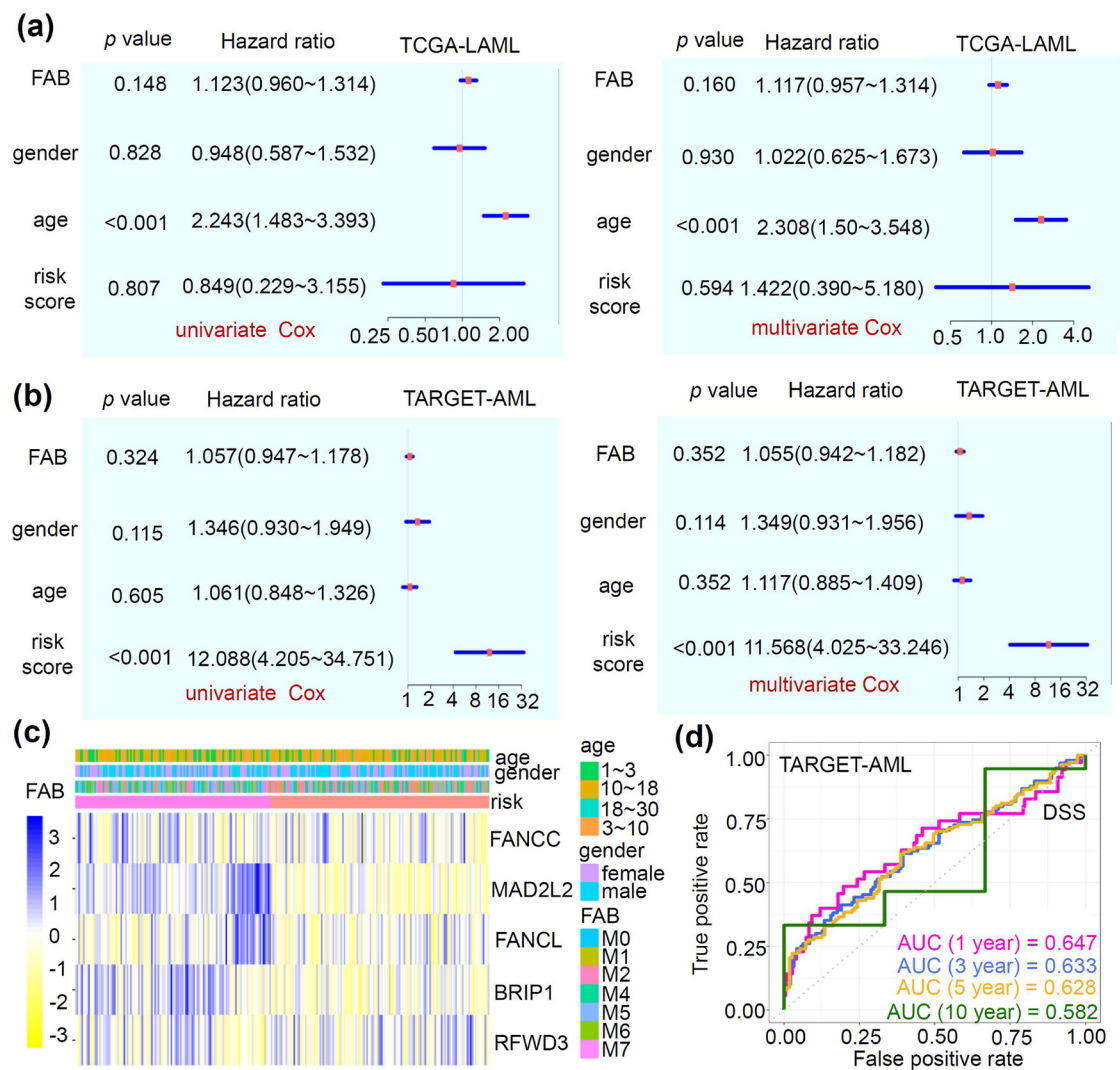 (a)
p value Hazard ratio TCGA-LAML
FAB 0.148 1.123(0.960~1.314)
gender 0.828 0.948(0.587~1.532)
age <0.001 2.243(1.483~3.393)
risk score 0.807 0.849(0.229~3.155)
univariate Cox
0.25 0.50 1.00 2.00
p value Hazard ratio TCGA-LAML
FAB 0.160 1.117(0.957~1.314)
gender 0.930 1.022(0.625~1.673)
age <0.001 2.308(1.50~3.548)
risk score 0.594 1.422(0.390~5.180)
multivariate Cox
0.5 1.0 2.0 4.0
(b)
p value Hazard ratio TARGET-AML
FAB 0.324 1.057(0.947~1.178)
gender 0.115 1.346(0.930~1.949)
age 0.605 1.061(0.848~1.326)
risk score <0.001 12.088(4.205~34.751)
univariate Cox
1 2 4 8 16 32
p value Hazard ratio TARGET-AML
FAB 0.352 1.055(0.942~1.182)
gender 0.114 1.349(0.931~1.956)
age 0.352 1.117(0.885~1.409)
risk score <0.001 11.568(4.025~33.246)
multivariate Cox
1 2 4 8 16 32
(c)
age
gender
FAB
risk
3
2
1
0
-1
-2
-3
FANCC
MAD2L2
FANCL
BRIP1
RFWD3
age
1~3
10~18
18~30
3~10
gender
female
male
FAB
M0
M1
M2
M4
M5
M6
M7
(d)
TARGET-AML
DSS
True positive rate
1.00
0.75
0.50
0.25
0.00
AUC (1 year) = 0.647
AUC (3 year) = 0.633
AUC (5 year) = 0.628
AUC (10 year) = 0.582
0.00 0.25 0.50 0.75 1.00
False positive rate